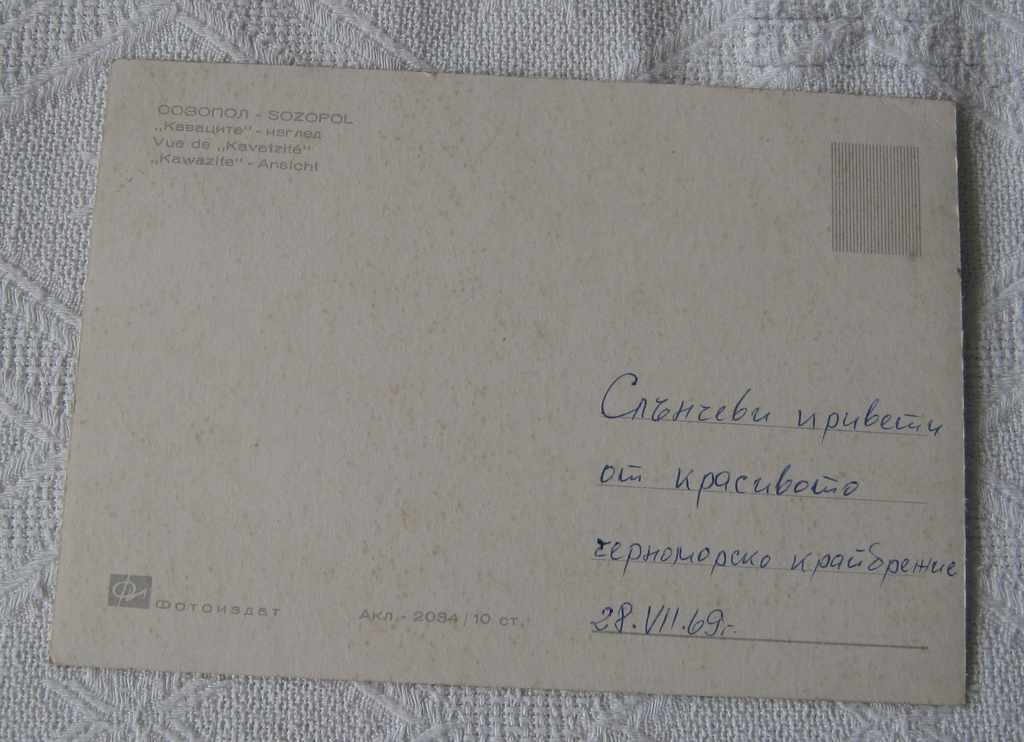 СОЗОПОЛ - SOZOPOL
„Каваците" - изглед
Vue de „Kavatzité"
„Kawazite" - Ansicht
Слънчеви привети
от красивото
черноморско крайбрежие
28.VII.69г.
Фотоиздат
Акл. - 2084 / 10 ст.